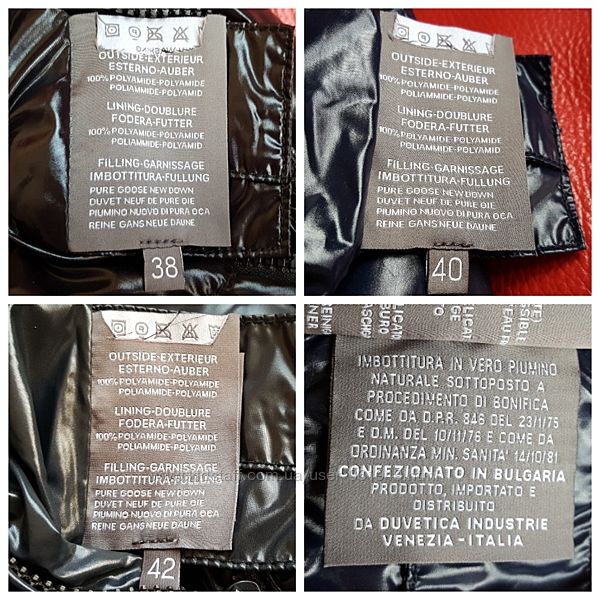 OUTSIDE-EXTERIEUR
ESTERNO-AUBER
100% POLYAMIDE-POLYAMIDE
POLIAMMIDE-POLYAMID
LINING-DOUBLURE
FODERA-FUTTER
100% POLYAMIDE-POLYAMIDE
POLIAMMIDE-POLYAMID
FILLING-GARNISSAGE
IMBOTTITURA-FULLUNG
PURE GOOSE NEW DOWN
DUVET NEUF DE PURE OIE
PIUMINO NUOVO DI PURA OCA
REINE GANS NEUE DAUNE
38
OUTSIDE-EXTERIEUR
ESTERNO-AUBER
100% POLYAMIDE-POLYAMIDE
POLIAMMIDE-POLYAMID
LINING-DOUBLURE
FODERA-FUTTER
100% POLYAMIDE-POLYAMIDE
POLIAMMIDE-POLYAMID
FILLING-GARNISSAGE
IMBOTTITURA-FULLUNG
PURE GOOSE NEW DOWN
DUVET NEUF DE PURE OIE
PIUMINO NUOVO DI PURA OCA
REINE GANS NEUE DAUNE
40
OUTSIDE-EXTERIEUR
ESTERNO-AUBER
100% POLYAMIDE-POLYAMIDE
POLIAMMIDE-POLYAMID
LINING-DOUBLURE
FODERA-FUTTER
100% POLYAMIDE-POLYAMIDE
POLIAMMIDE-POLYAMID
FILLING-GARNISSAGE
IMBOTTITURA-FULLUNG
PURE GOOSE NEW DOWN
DUVET NEUF DE PURE OIE
PIUMINO NUOVO DI PURA OCA
REINE GANS NEUE DAUNE
42
IMBOTTITURA IN VERO PIUMINO
NATURALE SOTTOPOSTO A
PROCEDIMENTO DI BONIFICA
COME DA D.P.R. 846 DEL 23/11/75
E D.M. DEL 10/11/76 E COME DA
ORDINANZA MIN. SANITA' 14/10/81
CONFEZIONATO IN BULGARIA
PRODOTTO, IMPORTATO E
DISTRIBUITO
DA DUVETICA INDUSTRIE
VENEZIA-ITALIA